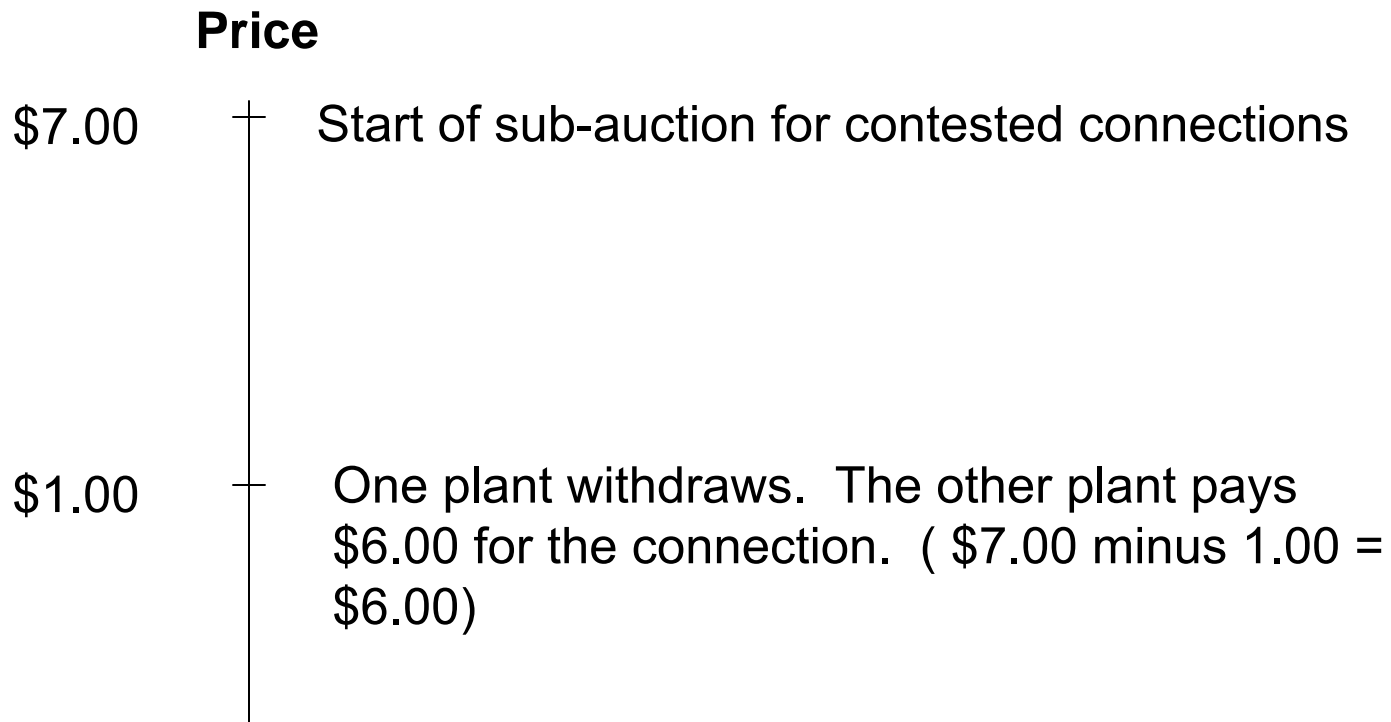 Price
$7.00 Start of sub-auction for contested connections
$1.00 One plant withdraws. The other plant pays
$6.00 for the connection. ( $7.00 minus 1.00 =
$6.00)